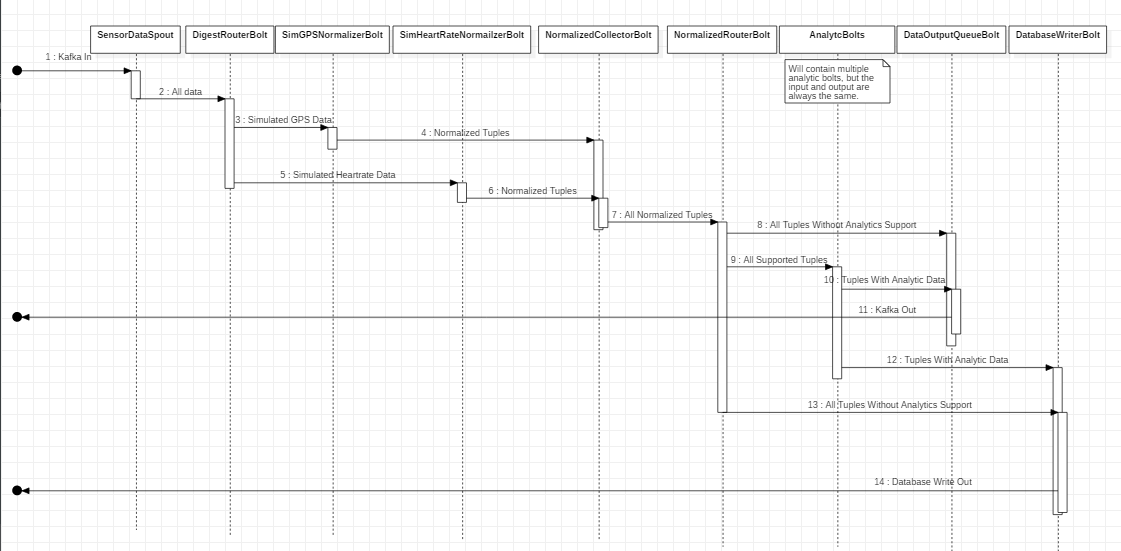 SensorDataSpout
DigestRouterBolt
SimGPSNormalizerBolt
SimHeartRateNormailzerBolt
NormalizedCollectorBolt
NormalizedRouterBolt
AnalytcBolts
DataOutputQueueBolt
DatabaseWriterBolt
1 : Kafka In
Will contain multiple
analytic bolts, but the
input and output are
always the same.
2 : All data
3 : Simulated GPS Data
4 : Normalized Tuples
5 : Simulated Heartrate Data
6 : Normalized Tuples
7 : All Normalized Tuples
8 : All Tuples Without Analytics Support
9 : All Supported Tuples
10 : Tuples With Analytic Data
11 : Kafka Out
12 : Tuples With Analytic Data
13 : All Tuples Without Analytics Support
14 : Database Write Out